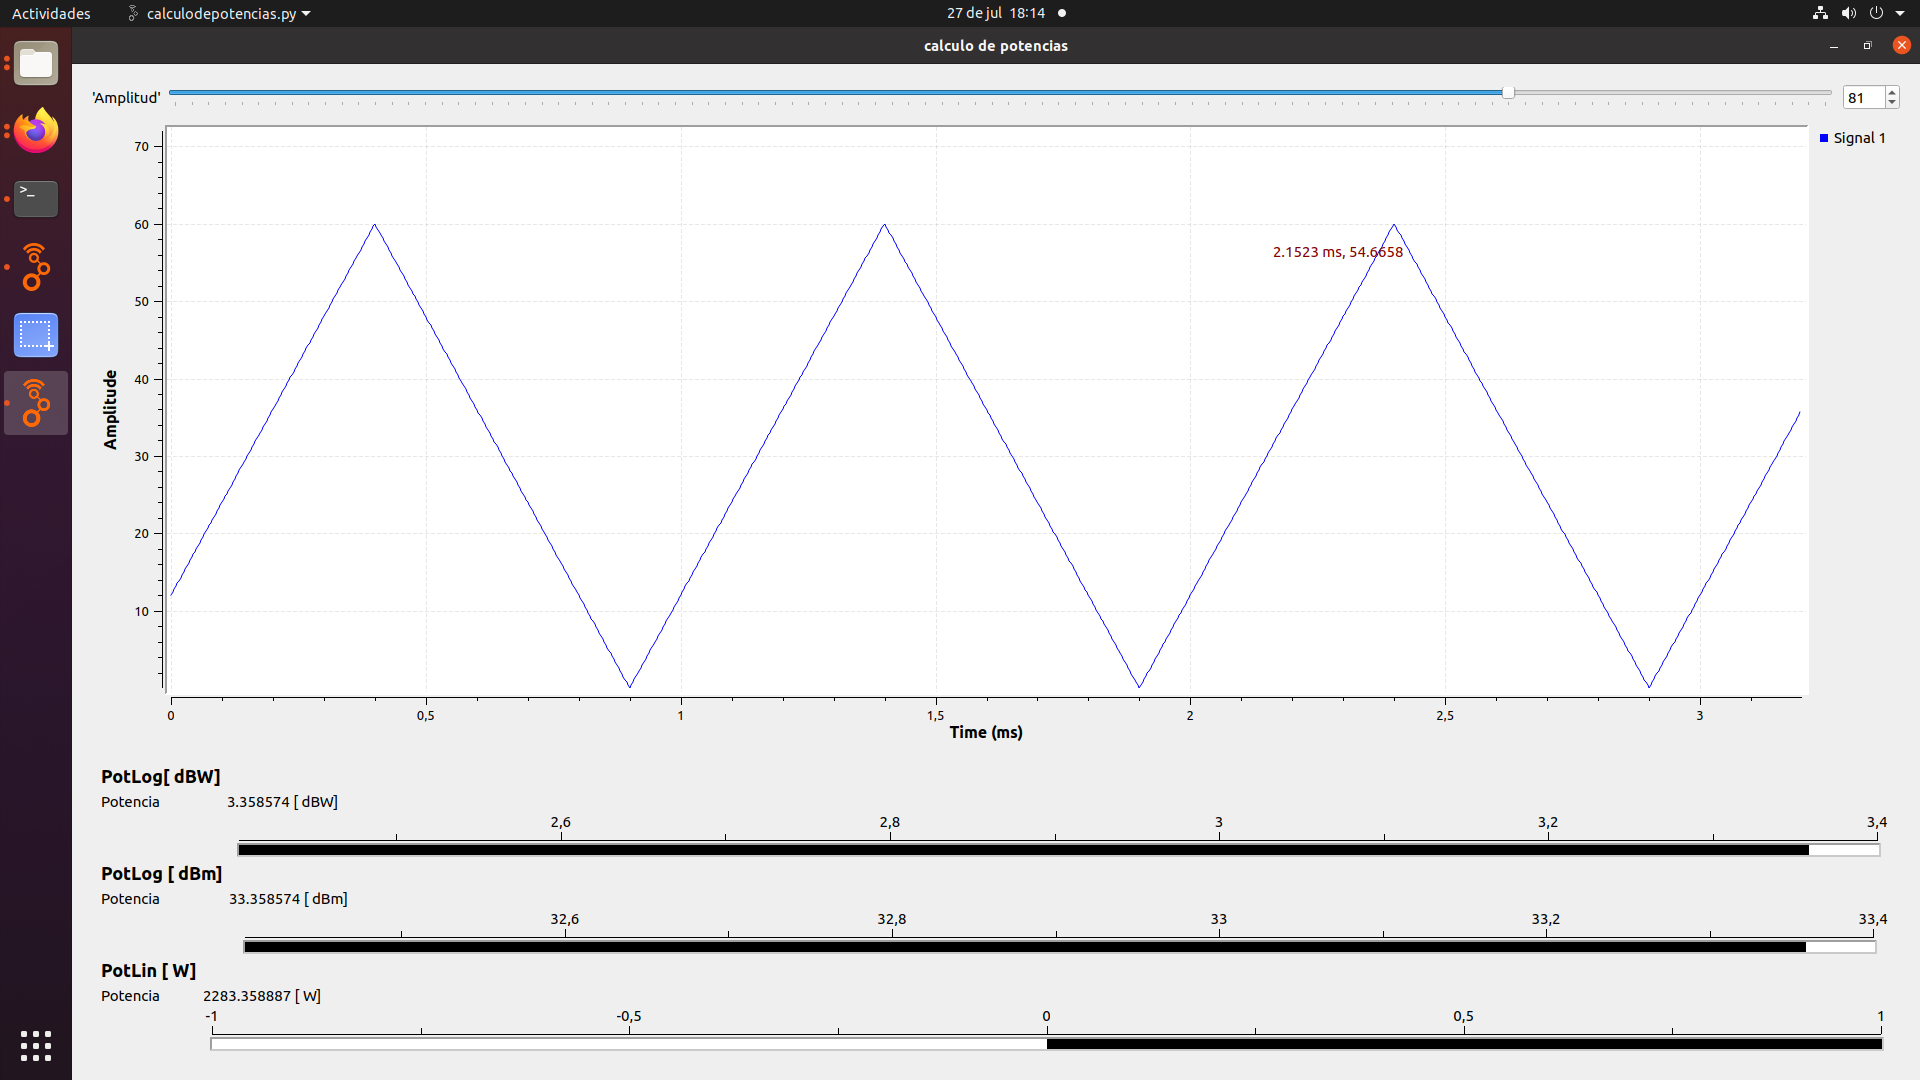 Actividades calculodepotencias.py 27 de jul 18:14
calculo de potencias
'Amplitud' 81
Signal 1
70
60
50
40
30
20
10
Amplitude
2.1523 ms, 54.6658
0 0,5 1 1,5 2 2,5 3
Time (ms)
PotLog[ dBW]
Potencia 3.358574 [ dBW]
2,6 2,8 3 3,2 3,4
PotLog [ dBm]
Potencia 33.358574 [ dBm]
32,6 32,8 33 33,2 33,4
PotLin [ W]
Potencia 2283.358887 [ W]
-1 -0,5 0 0,5 1